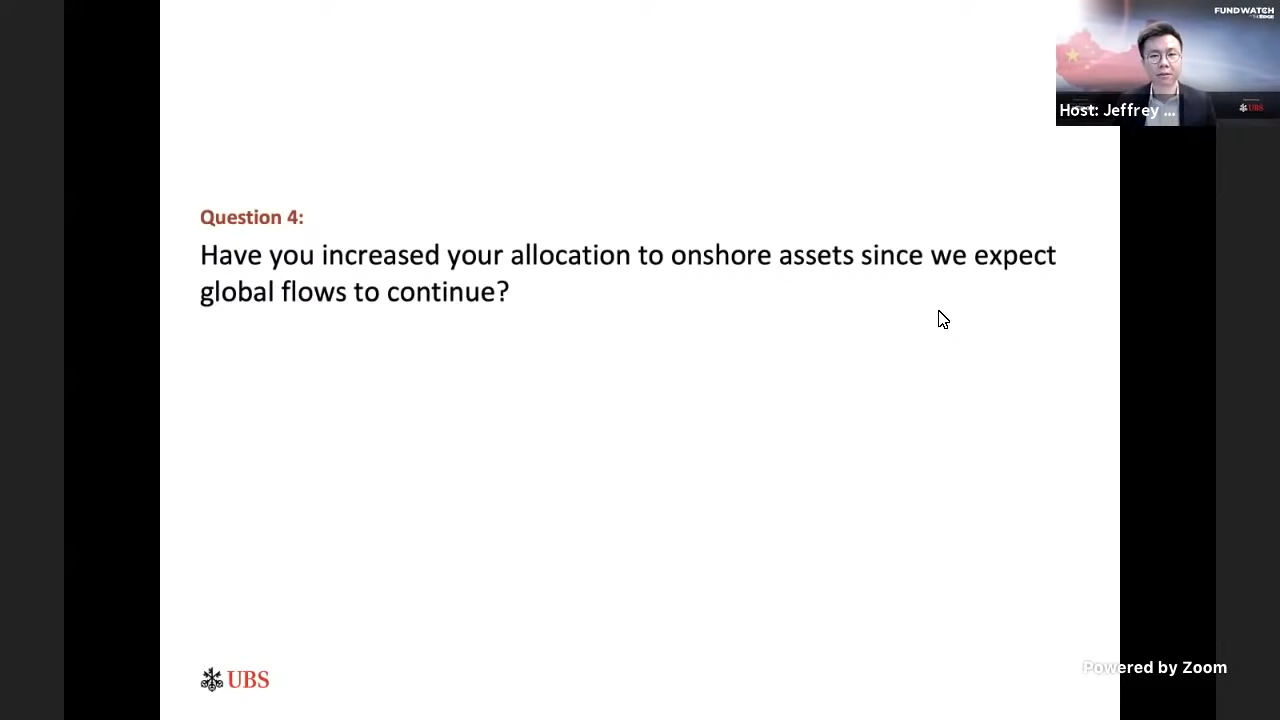 FUNDWATCH
Host: Jeffrey ...
UBS
Question 4:
Have you increased your allocation to onshore assets since we expect
global flows to continue?
UBS
Powered by Zoom